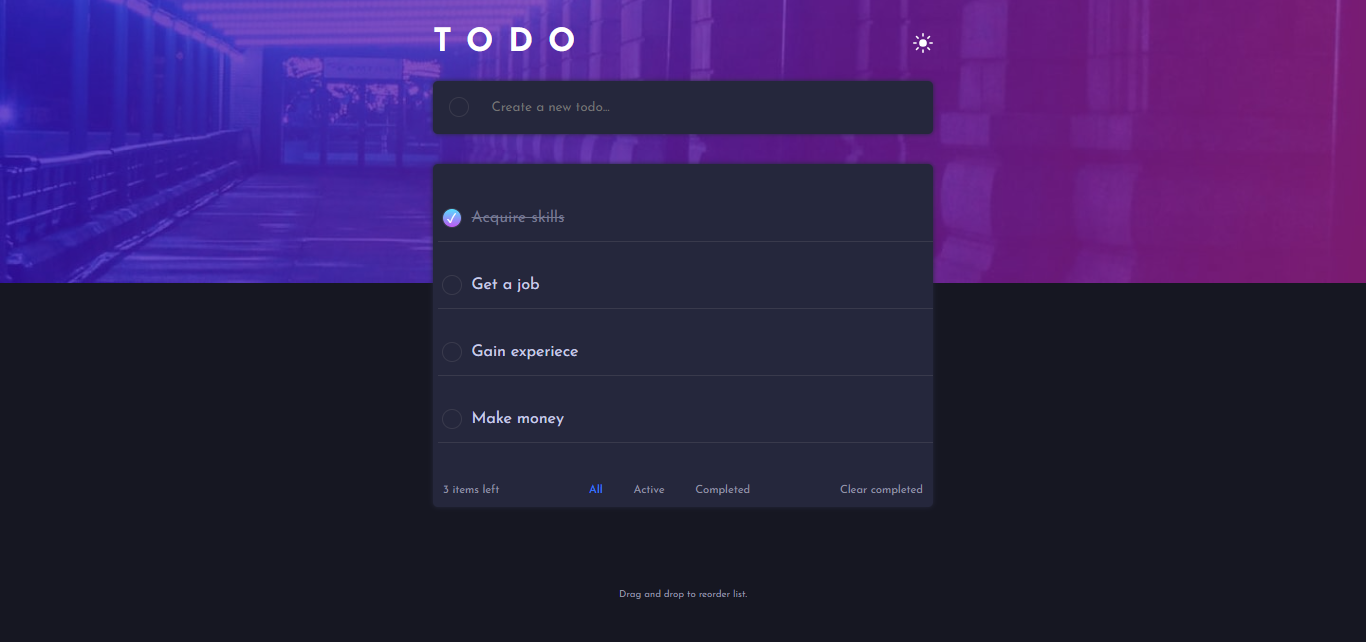 TODO
Create a new todo...
Acquire skills
Get a job
Gain experiece
Make money
3 items left All Active Completed Clear completed
Drag and drop to reorder list.